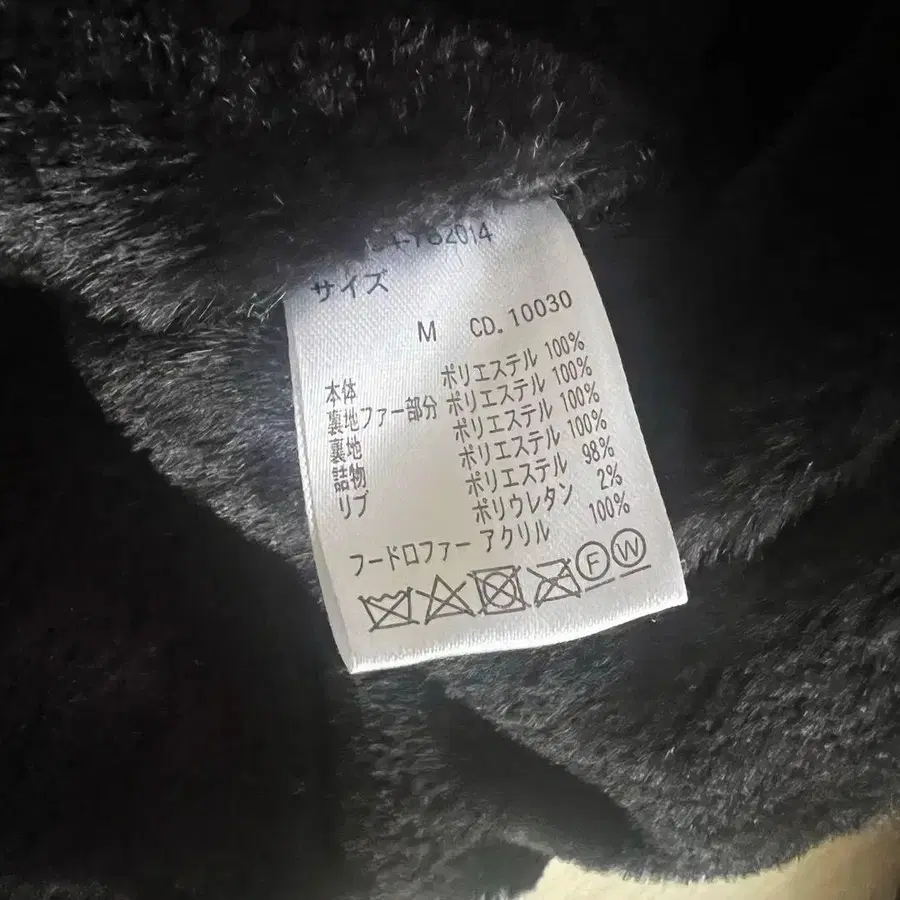 2014
サイズ
M CD.10030
本体 ポリエステル 100%
裏地ファー部分 ポリエステル 100%
裏地 ポリエステル 100%
詰物 ポリエステル 100%
リブ ポリエステル 98%
ポリウレタン 2%
フードロファー アクリル 100%
F W